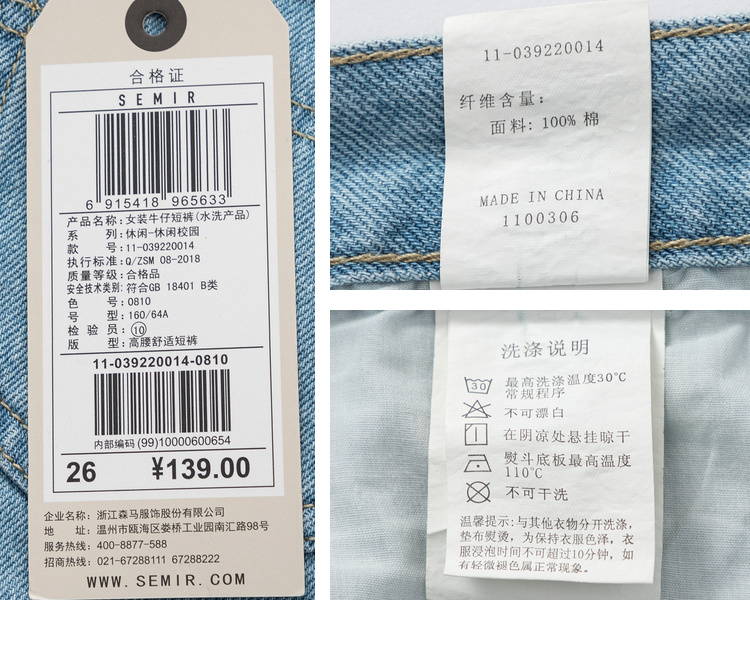 合格证
SEMIR
6 915418 965633
产品名称:女装牛仔短裤(水洗产品)
系 列:休闲-休闲校园
款 号:11-039220014
执行标准:Q/ZSM 08-2018
质量等级:合格品
安全技术类别:符合GB 18401 B类
色 号:0810
号 型:160/64A
检 验 员:⑩
版 型:高腰舒适短裤
11-039220014-0810
内部编码(99)10000600654
26 ¥139.00
企业名称:浙江森马服饰股份有限公司
地 址:温州市瓯海区娄桥工业园南汇路98号
服务热线:400-8877-588
招商热线:021-67288111 67288222
WWW.SEMIR.COM
11-039220014
纤维含量:
面料: 100% 棉
MADE IN CHINA
1100306
洗涤说明
30 最高洗涤温度30℃
常规程序
不可漂白
在阴凉处悬挂晾干
熨斗底板最高温度
110℃
不可干洗
温馨提示:与其他衣物分开洗涤,
垫布熨烫,为保持衣服色泽,衣
服浸泡时间不可超过10分钟,如
有轻微褪色属正常现象。